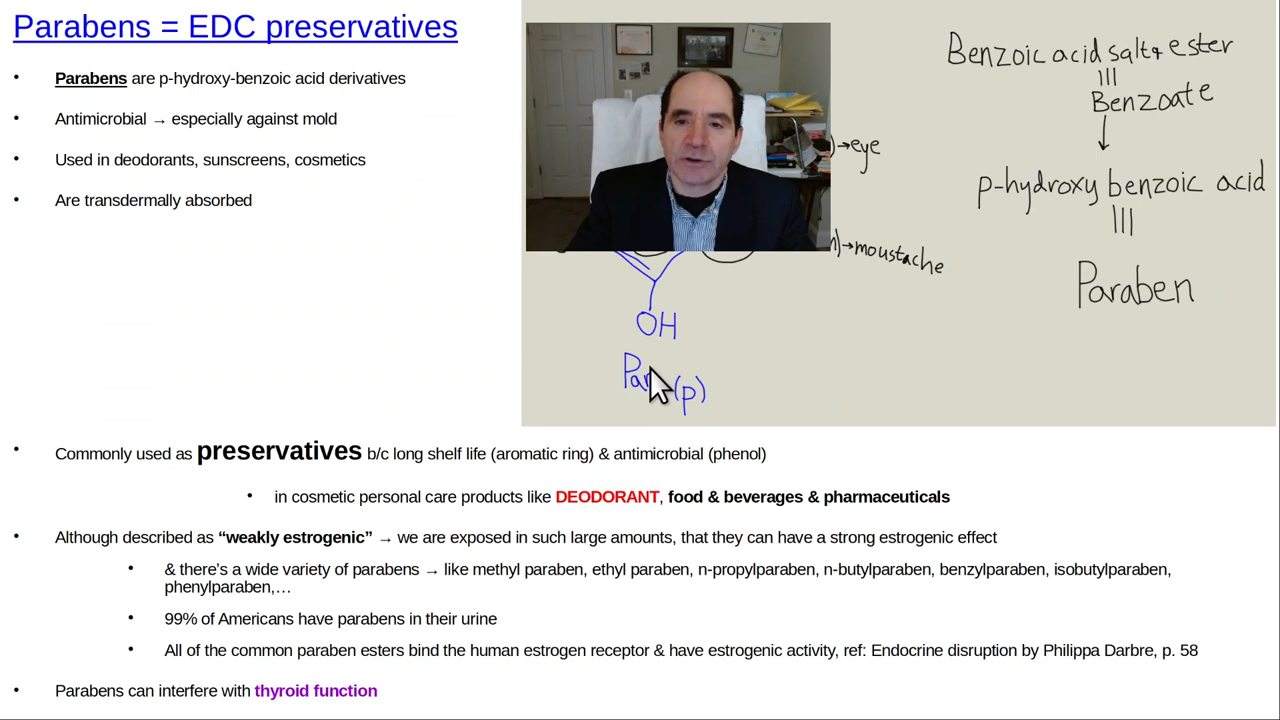 Parabens = EDC preservatives
• Parabens are p-hydroxy-benzoic acid derivatives
• Antimicrobial → especially against mold
• Used in deodorants, sunscreens, cosmetics
• Are transdermally absorbed
Benzoic acid salt + ester
Benzoate
↓
p-hydroxy benzoic acid
Paraben
)→eye
)→moustache
OH
(p)
• Commonly used as preservatives b/c long shelf life (aromatic ring) & antimicrobial (phenol)
• in cosmetic personal care products like DEODORANT, food & beverages & pharmaceuticals
• Although described as “weakly estrogenic” → we are exposed in such large amounts, that they can have a strong estrogenic effect
• & there's a wide variety of parabens → like methyl paraben, ethyl paraben, n-propylparaben, n-butylparaben, benzylparaben, isobutylparaben,
phenylparaben,…
• 99% of Americans have parabens in their urine
• All of the common paraben esters bind the human estrogen receptor & have estrogenic activity, ref: Endocrine disruption by Philippa Darbre, p. 58
• Parabens can interfere with thyroid function